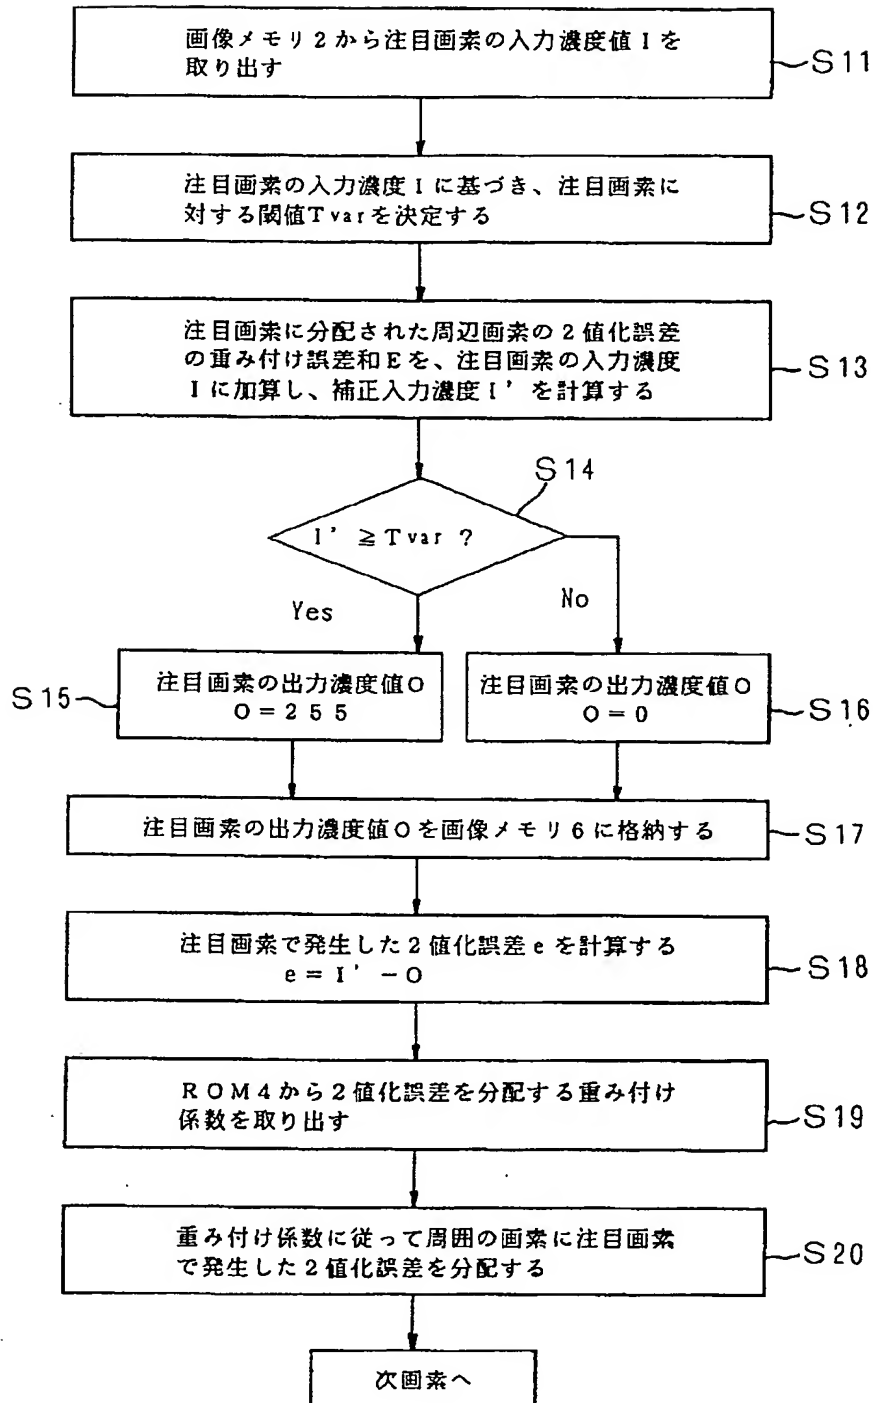 画像メモリ2から注目画素の入力濃度値Iを
取り出す
S11
注目画素の入力濃度Iに基づき、注目画素に
対する閾値Tvarを決定する
S12
注目画素に分配された周辺画素の2値化誤差
の重み付け誤差和Eを、注目画素の入力濃度
Iに加算し、補正入力濃度I'を計算する
S13
S14
I' ≧Tvar ?
Yes
No
S15
注目画素の出力濃度値O
O=255
注目画素の出力濃度値O
O=0
S16
注目画素の出力濃度値Oを画像メモリ6に格納する
S17
注目画素で発生した2値化誤差eを計算する
e=I' -O
S18
ROM4から2値化誤差を分配する重み付け
係数を取り出す
S19
重み付け係数に従って周囲の画素に注目画素
で発生した2値化誤差を分配する
S20
次画素へ